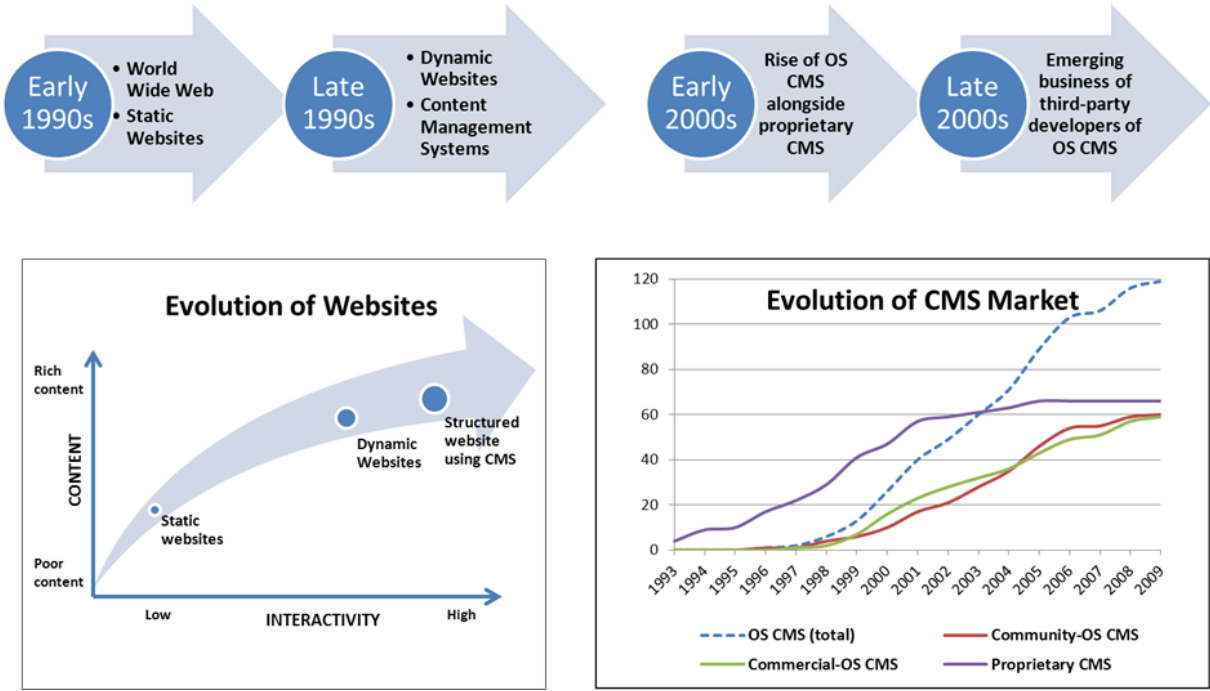 Early
1990s
• World
Wide Web
• Static
Websites
Late
1990s
• Dynamic
Websites
• Content
Management
Systems
Early
2000s
Rise of OS
CMS
alongside
proprietary
CMS
Late
2000s
Emerging
business of
third-party
developers of
OS CMS
Evolution of Websites
Rich
content
CONTENT
Poor
content
Static
websites
Dynamic
Websites
Structured
website
using CMS
Low
INTERACTIVITY
High
Evolution of CMS Market
120
100
80
60
40
20
0
1993
1994
1995
1996
1997
1998
1999
2000
2001
2002
2003
2004
2005
2006
2007
2008
2009
OS CMS (total)
Community-OS CMS
Commercial-OS CMS
Proprietary CMS